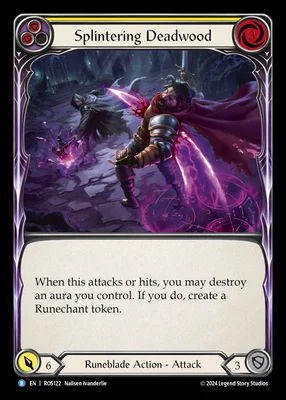 Splintering Deadwood
When this attacks or hits, you may destroy
an aura you control. If you do, create a
Runechant token.
6
Runeblade Action - Attack
3
R EN | ROS122 Nailsen Ivanderlie
© 2024 Legend Story Studios